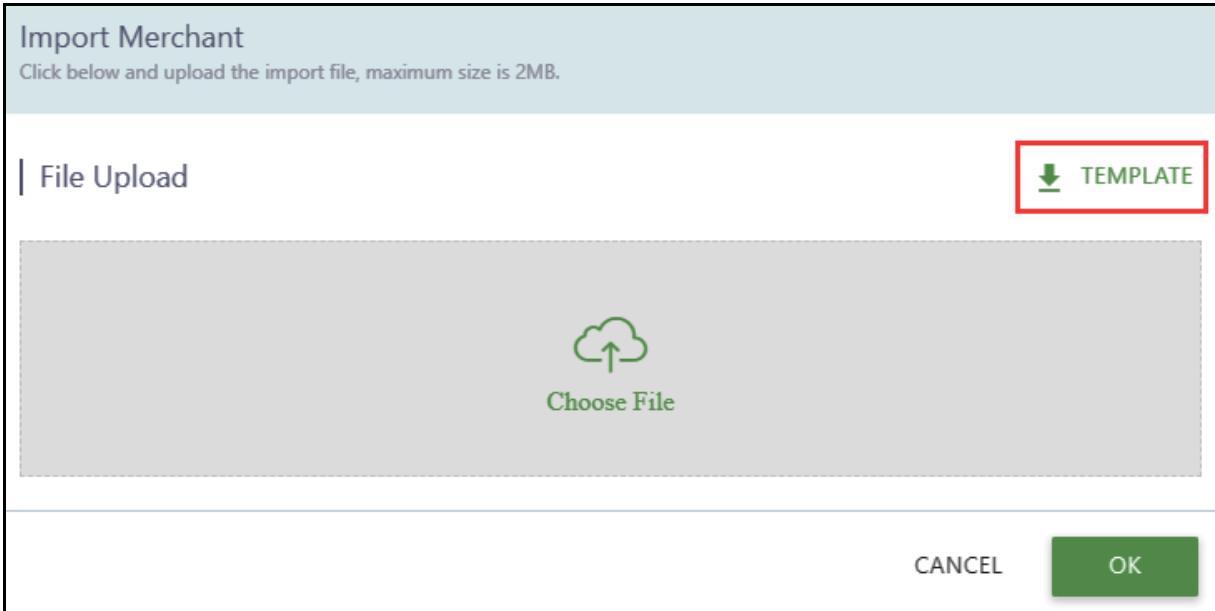 Import Merchant
Click below and upload the import file, maximum size is 2MB.
File Upload
TEMPLATE
Choose File
CANCEL
OK